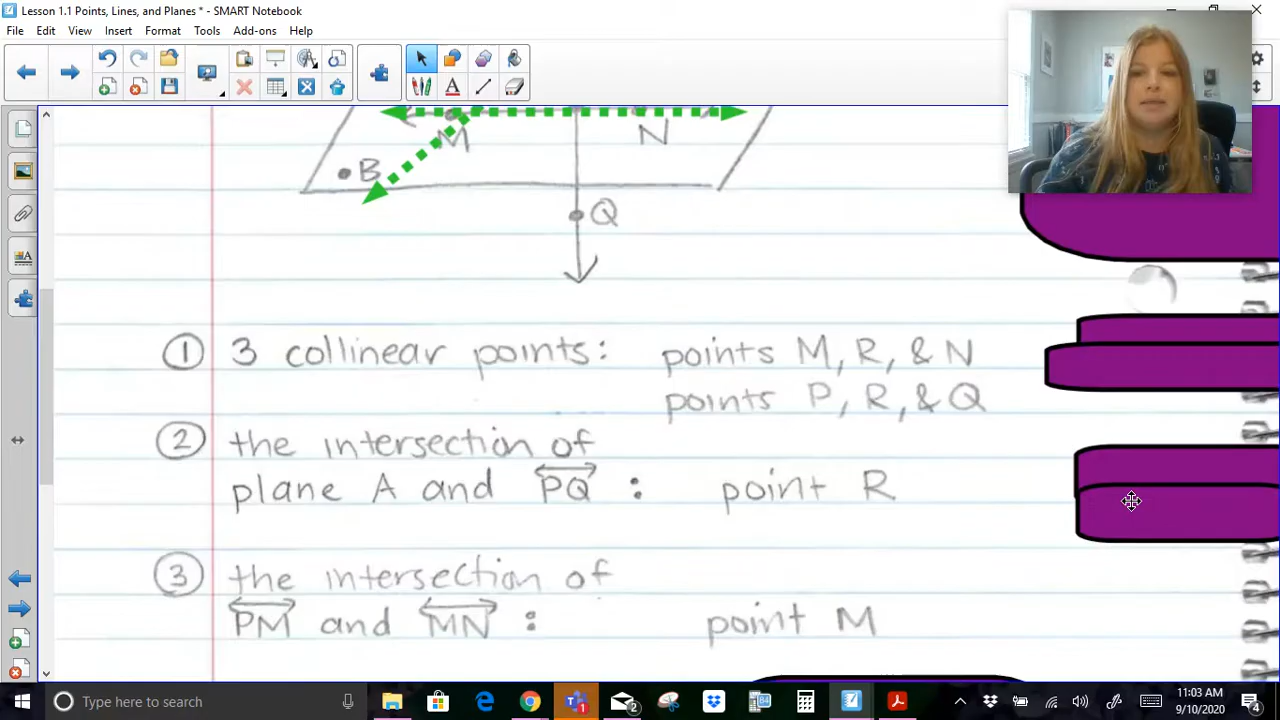 Lesson 1.1 Points, Lines, and Planes * - SMART Notebook
File Edit View Insert Format Tools Add-ons Help
M N
B
Q
① 3 collinear points: points M, R, & N
points P, R, & Q
② the intersection of
plane A and PQ : point R
③ the intersection of
PM and MN : point M
Type here to search
11:03 AM
9/10/2020